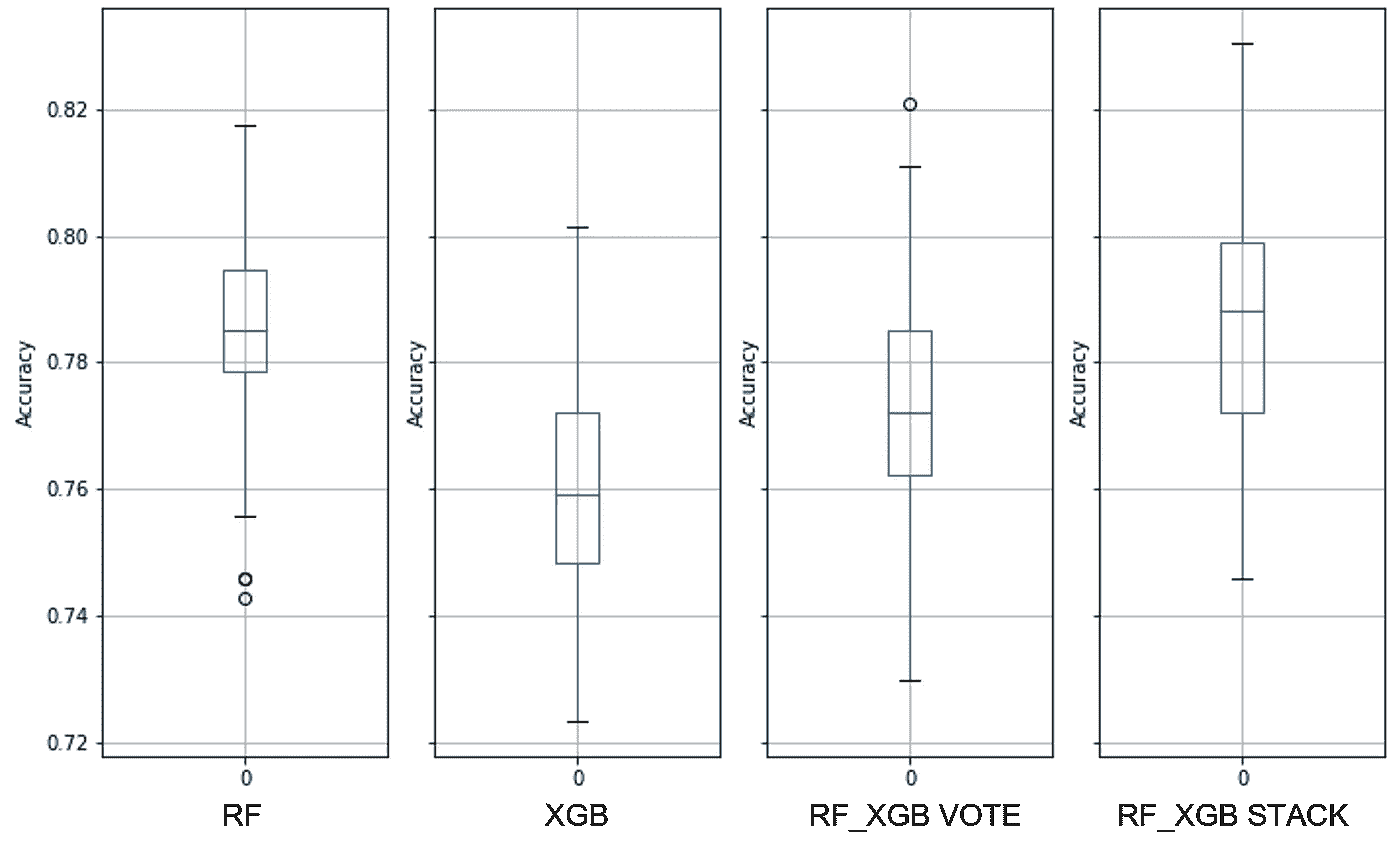 0.82
0.80
0.78
0.76
0.74
0.72
Accuracy
Accuracy
Accuracy
Accuracy
0
0
0
0
RF
XGB
RF_XGB VOTE
RF_XGB STACK